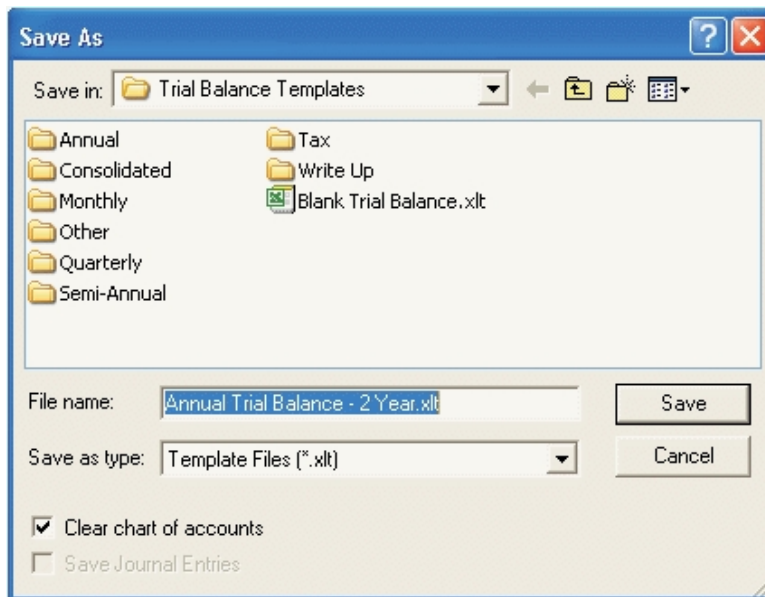 Save As
Save in: Trial Balance Templates
Annual
Consolidated
Monthly
Other
Quarterly
Semi-Annual
Tax
Write Up
Blank Trial Balance.xlt
File name: Annual Trial Balance - 2 Year.xlt
Save
Save as type: Template Files (*.xlt)
Cancel
Clear chart of accounts
Save Journal Entries